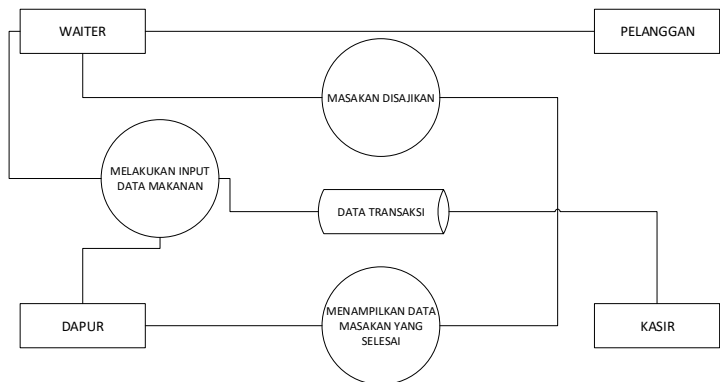 WAITER
PELANGGAN
MASAKAN DISAJIKAN
MELAKUKAN INPUT
DATA MAKANAN
DATA TRANSAKSI
DAPUR
MENAMPILKAN DATA
MASAKAN YANG
SELESAI
KASIR